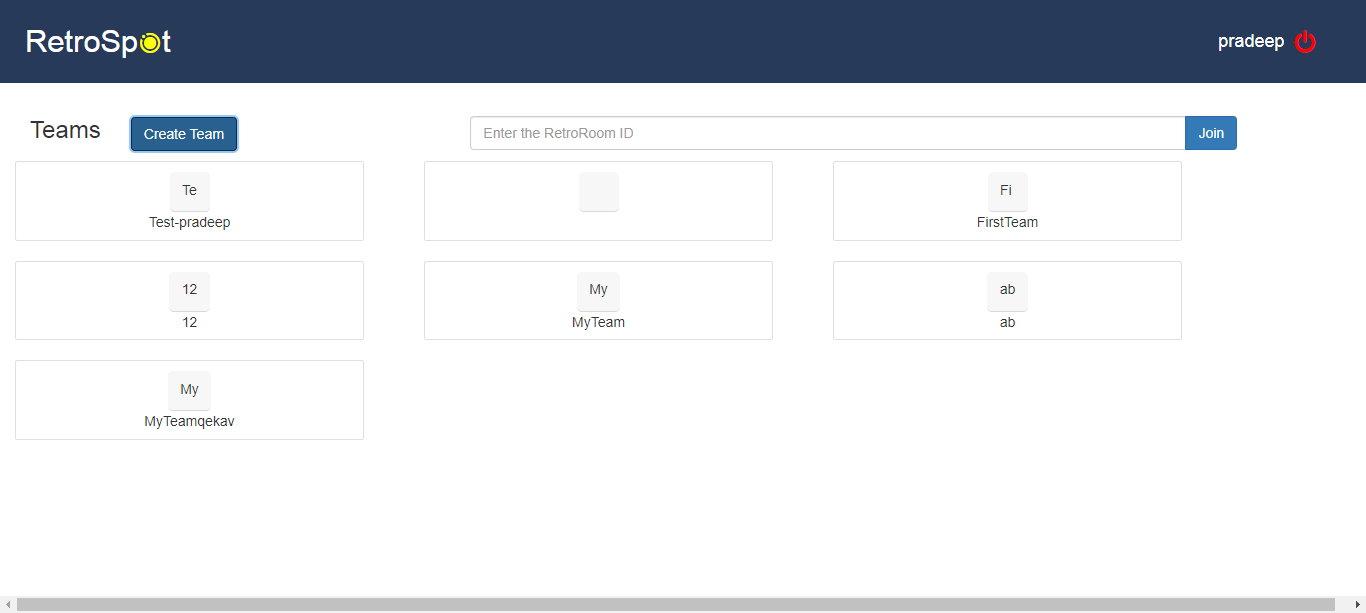 RetroSpot
pradeep
Teams
Create Team
Enter the RetroRoom ID
Join
Te
Test-pradeep
Fi
FirstTeam
12
12
My
MyTeam
ab
ab
My
MyTeamqekav